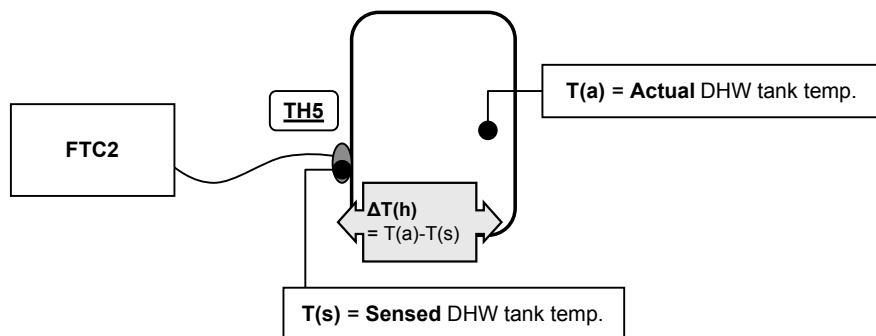 T(a) = Actual DHW tank temp.
TH5
FTC2
ΔT(h)
= T(a)-T(s)
T(s) = Sensed DHW tank temp.